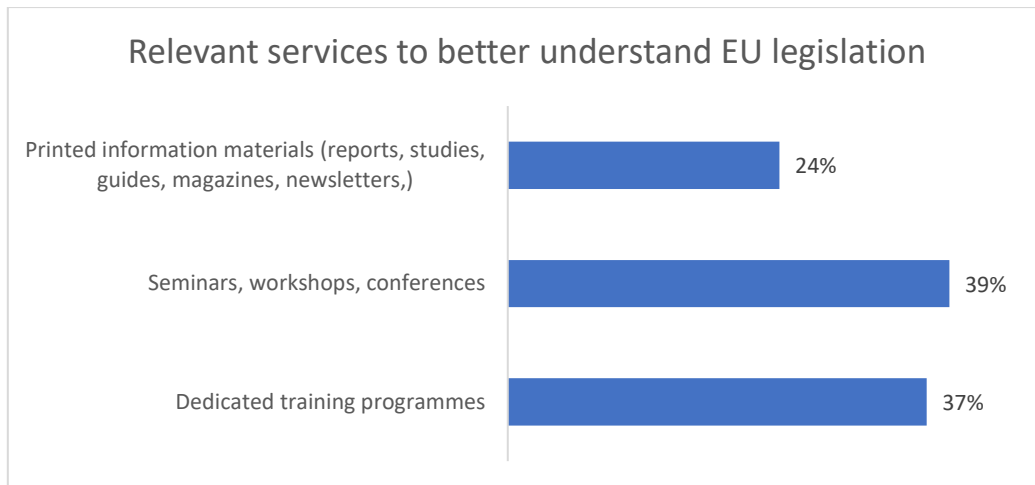 Relevant services to better understand EU legislation
Printed information materials (reports, studies,
guides, magazines, newsletters,)
24%
Seminars, workshops, conferences
39%
Dedicated training programmes
37%